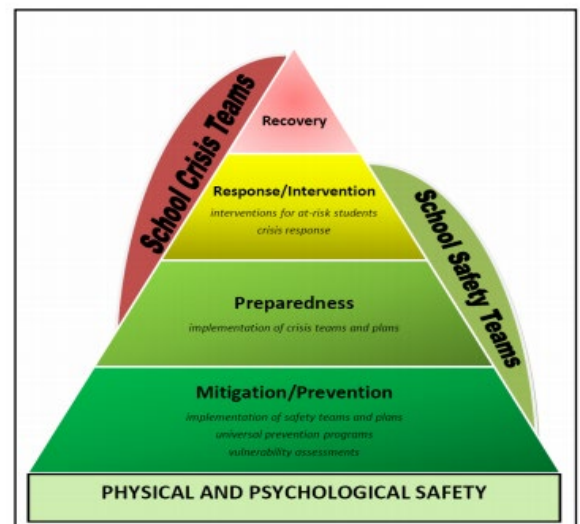 School Crisis Teams
Recovery
Response/Intervention
interventions for at-risk students
crisis response
School Safety Teams
Preparedness
implementation of crisis teams and plans
Mitigation/Prevention
implementation of safety teams and plans
universal prevention programs
vulnerability assessments
PHYSICAL AND PSYCHOLOGICAL SAFETY